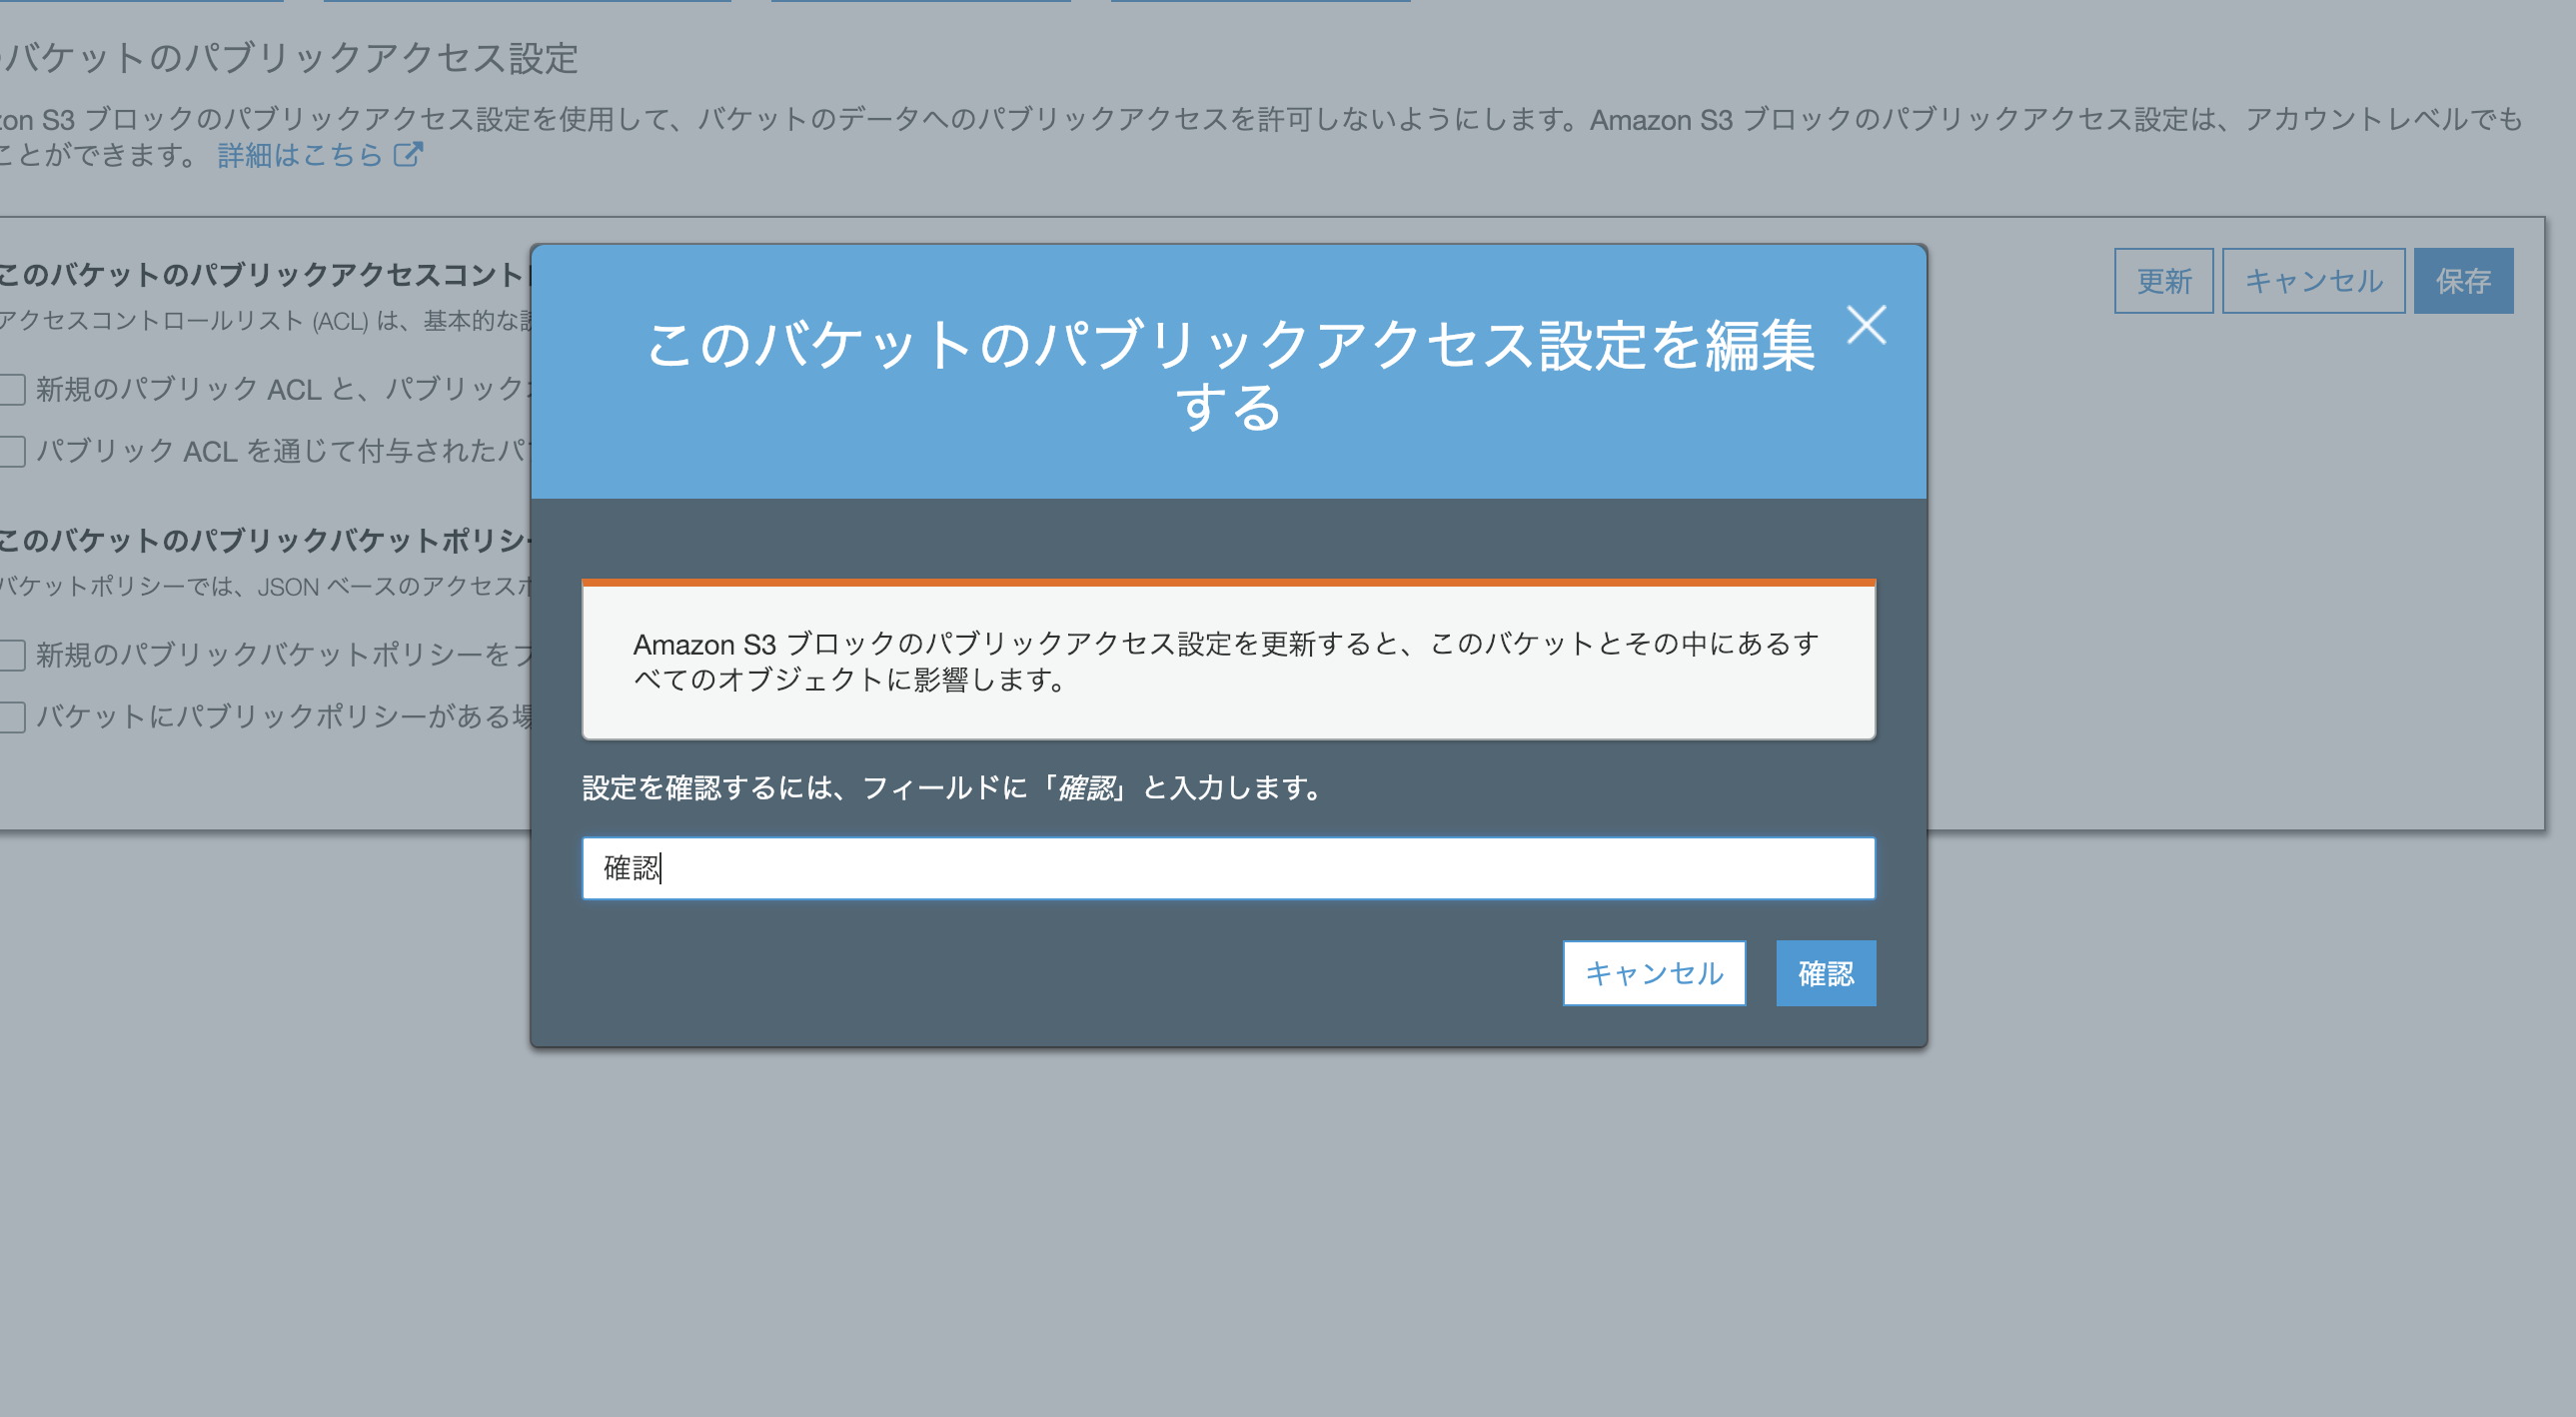 バケットのパブリックアクセス設定
zon S3 ブロックのパブリックアクセス設定を使用して、バケットのデータへのパブリックアクセスを許可しないようにします。Amazon S3 ブロックのパブリックアクセス設定は、アカウントレベルでも
ことができます。 詳細はこちら
このバケットのパブリックアクセスコント
更新 キャンセル 保存
アクセスコントロールリスト (ACL) は、基本的な
新規のパブリック ACL と、パブリック
パブリック ACL を通じて付与されたパ
このバケットのパブリックバケットポリシー
バケットポリシーでは、JSON ベースのアクセスポ
新規のパブリックバケットポリシーをブ
バケットにパブリックポリシーがある場
このバケットのパブリックアクセス設定を編集
する
Amazon S3 ブロックのパブリックアクセス設定を更新すると、このバケットとその中にあるす
べてのオブジェクトに影響します。
設定を確認するには、フィールドに「確認」と入力します。
確認
キャンセル 確認